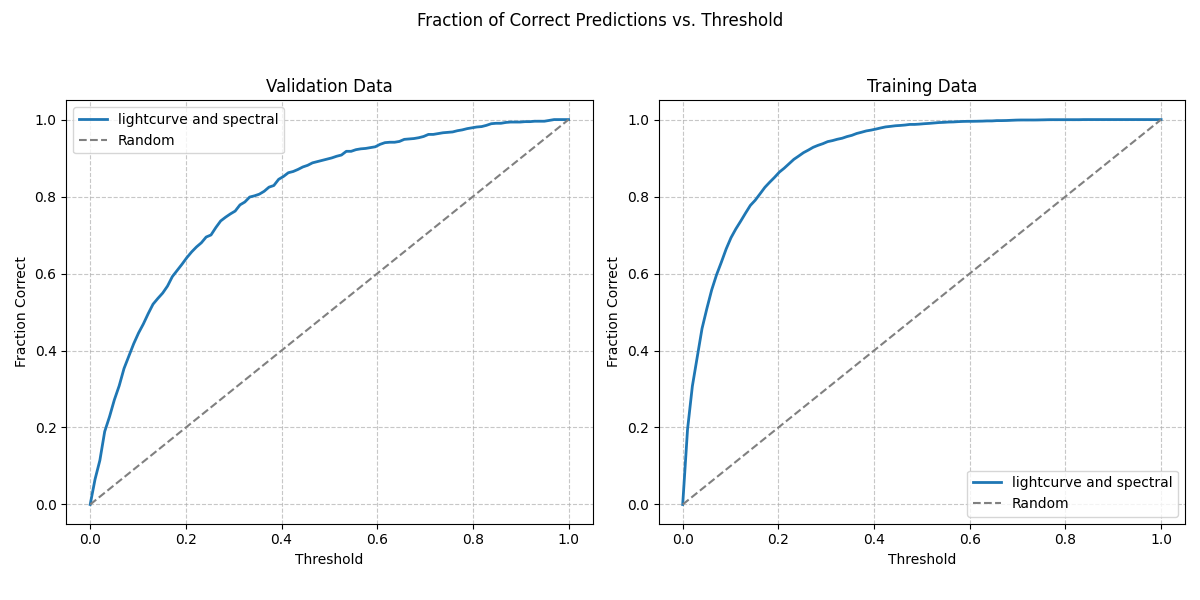 Fraction of Correct Predictions vs. Threshold
Validation Data
lightcurve and spectral
Random
1.0
0.8
0.6
0.4
0.2
0.0
Fraction Correct
0.0 0.2 0.4 0.6 0.8 1.0
Threshold
Training Data
1.0
0.8
0.6
0.4
0.2
0.0
Fraction Correct
lightcurve and spectral
Random
0.0 0.2 0.4 0.6 0.8 1.0
Threshold